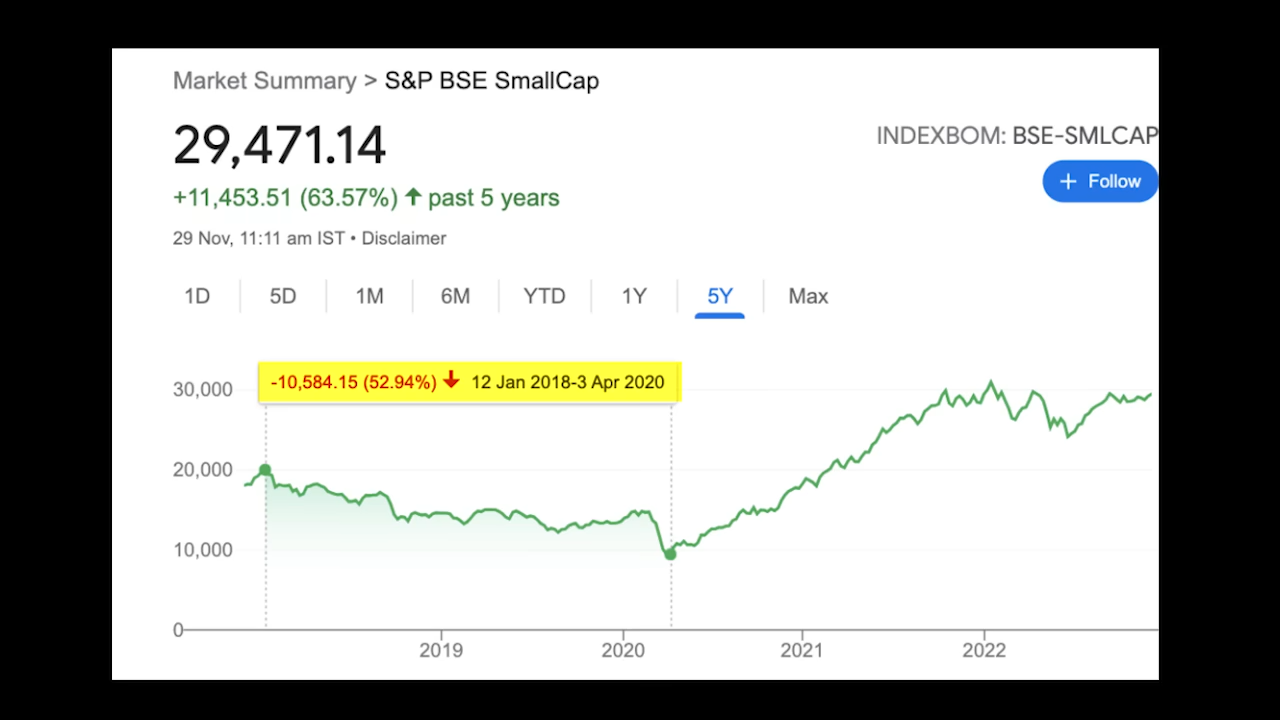 Market Summary > S&P BSE SmallCap
29,471.14
INDEXBOM: BSE-SMLCAP
+ Follow
+11,453.51 (63.57%) ↑ past 5 years
29 Nov, 11:11 am IST • Disclaimer
1D 5D 1M 6M YTD 1Y 5Y Max
-10,584.15 (52.94%) ↓ 12 Jan 2018-3 Apr 2020
30,000
20,000
10,000
0
2019 2020 2021 2022